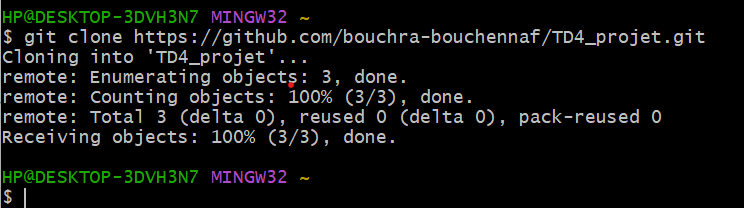 HP@DESKTOP-3DVH3N7 MINGW32 ~
$ git clone https://github.com/bouchra-bouchennaf/TD4_projet.git
Cloning into 'TD4_projet'...
remote: Enumerating objects: 3, done.
remote: Counting objects: 100% (3/3), done.
remote: Total 3 (delta 0), reused 0 (delta 0), pack-reused 0
Receiving objects: 100% (3/3), done.
HP@DESKTOP-3DVH3N7 MINGW32 ~
$